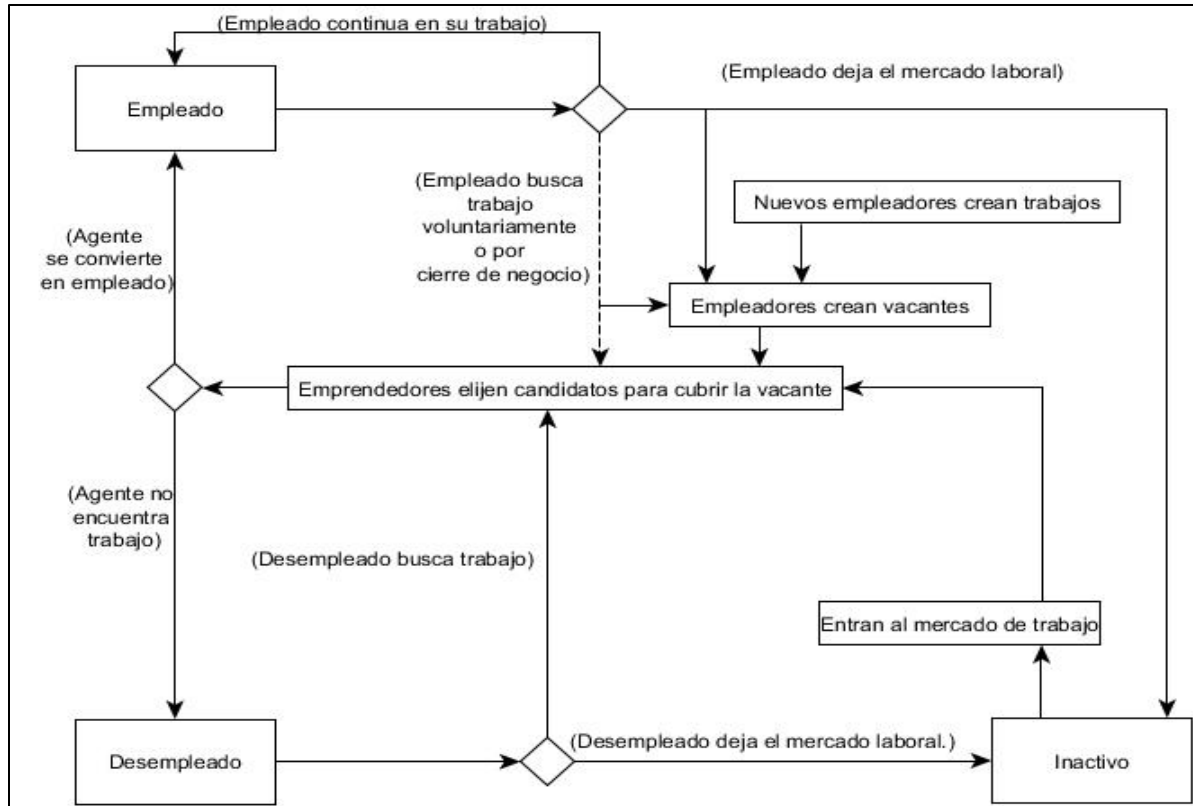 (Empleado continua en su trabajo)
(Empleado deja el mercado laboral)
Empleado
(Empleado busca
trabajo
voluntariamente
o por
cierre de negocio)
Nuevos empleadores crean trabajos
(Agente
se convierte
en empleado)
Empleadores crean vacantes
Emprendedores elijen candidatos para cubrir la vacante
(Agente no
encuentra
trabajo)
(Desempleado busca trabajo)
Entran al mercado de trabajo
Desempleado
(Desempleado deja el mercado laboral.)
Inactivo